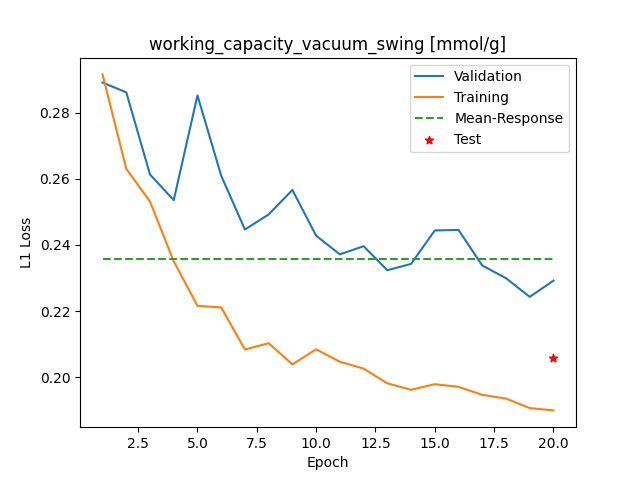 working_capacity_vacuum_swing [mmol/g]
Validation
Training
Mean-Response
Test
L1 Loss
0.28
0.26
0.24
0.22
0.20
2.5 5.0 7.5 10.0 12.5 15.0 17.5 20.0
Epoch